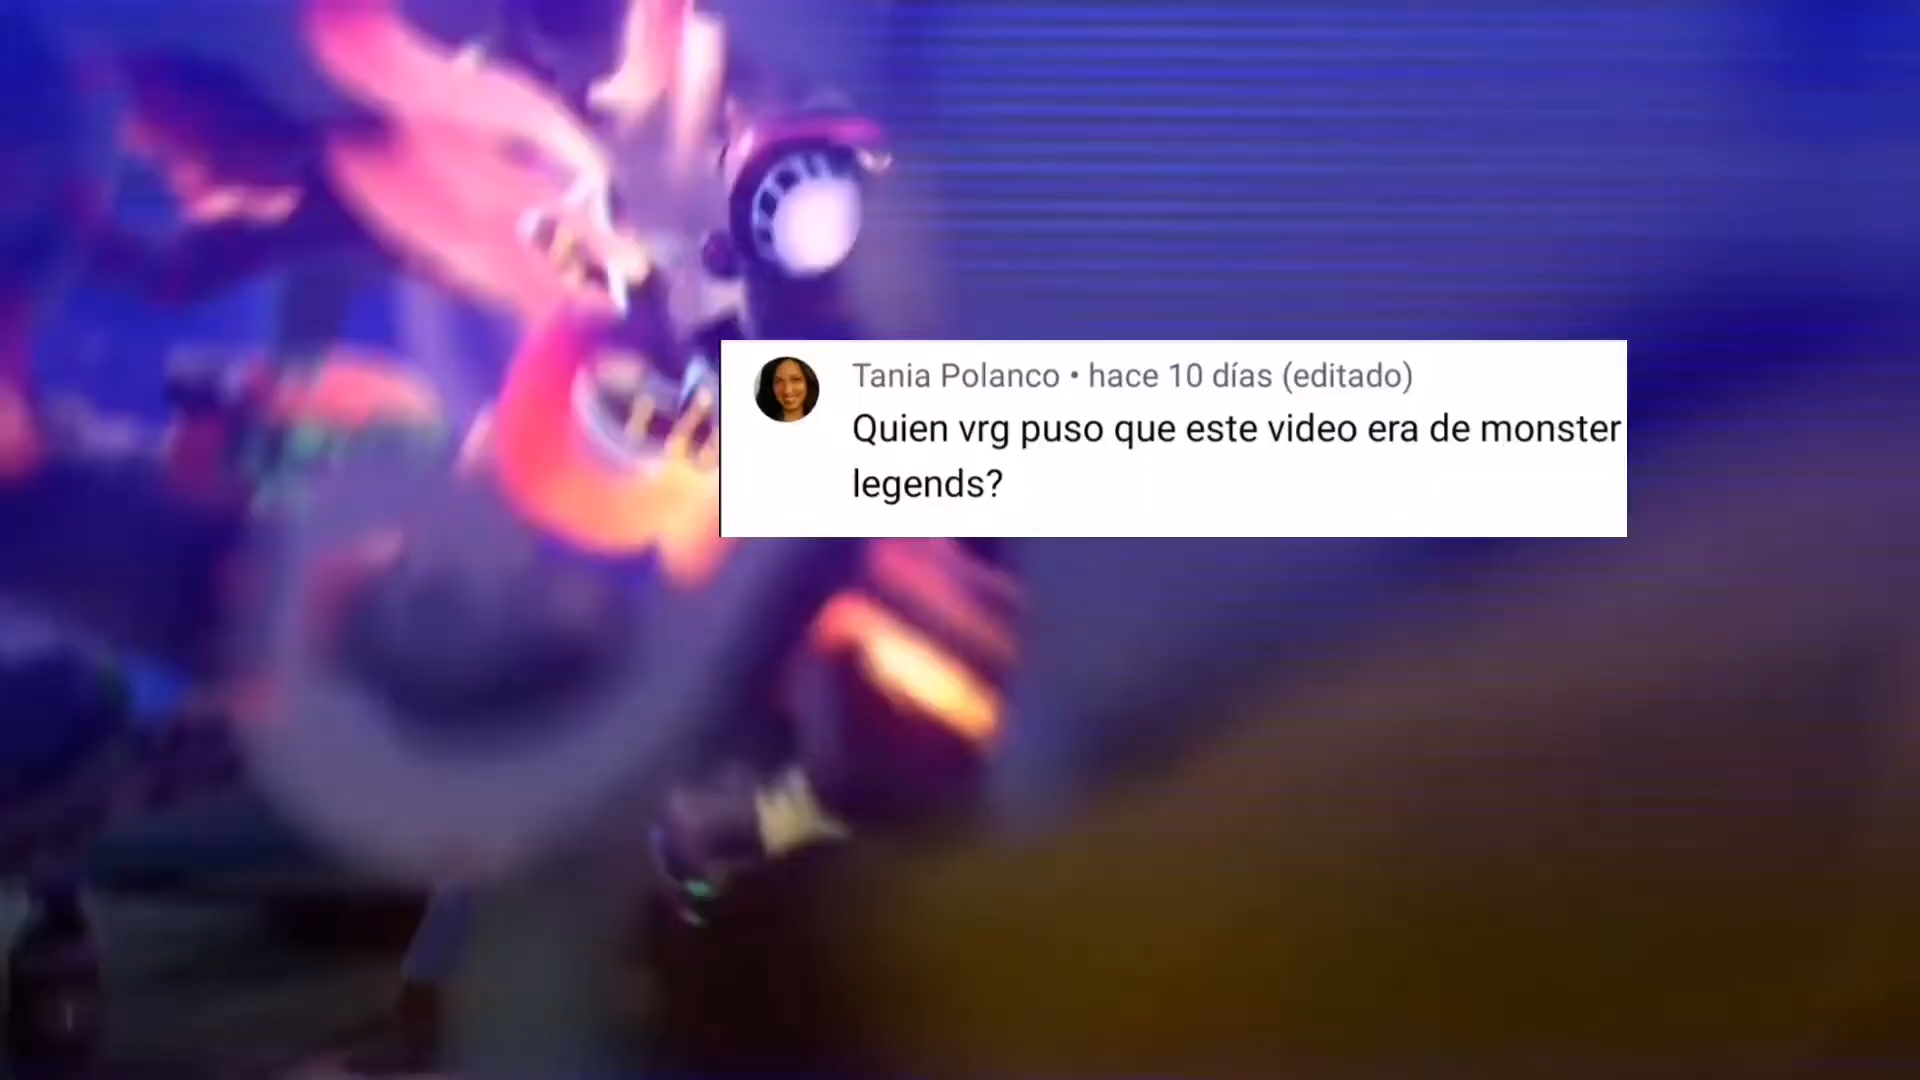 Tania Polanco • hace 10 días (editado)
Quien vrg puso que este video era de monster
legends?